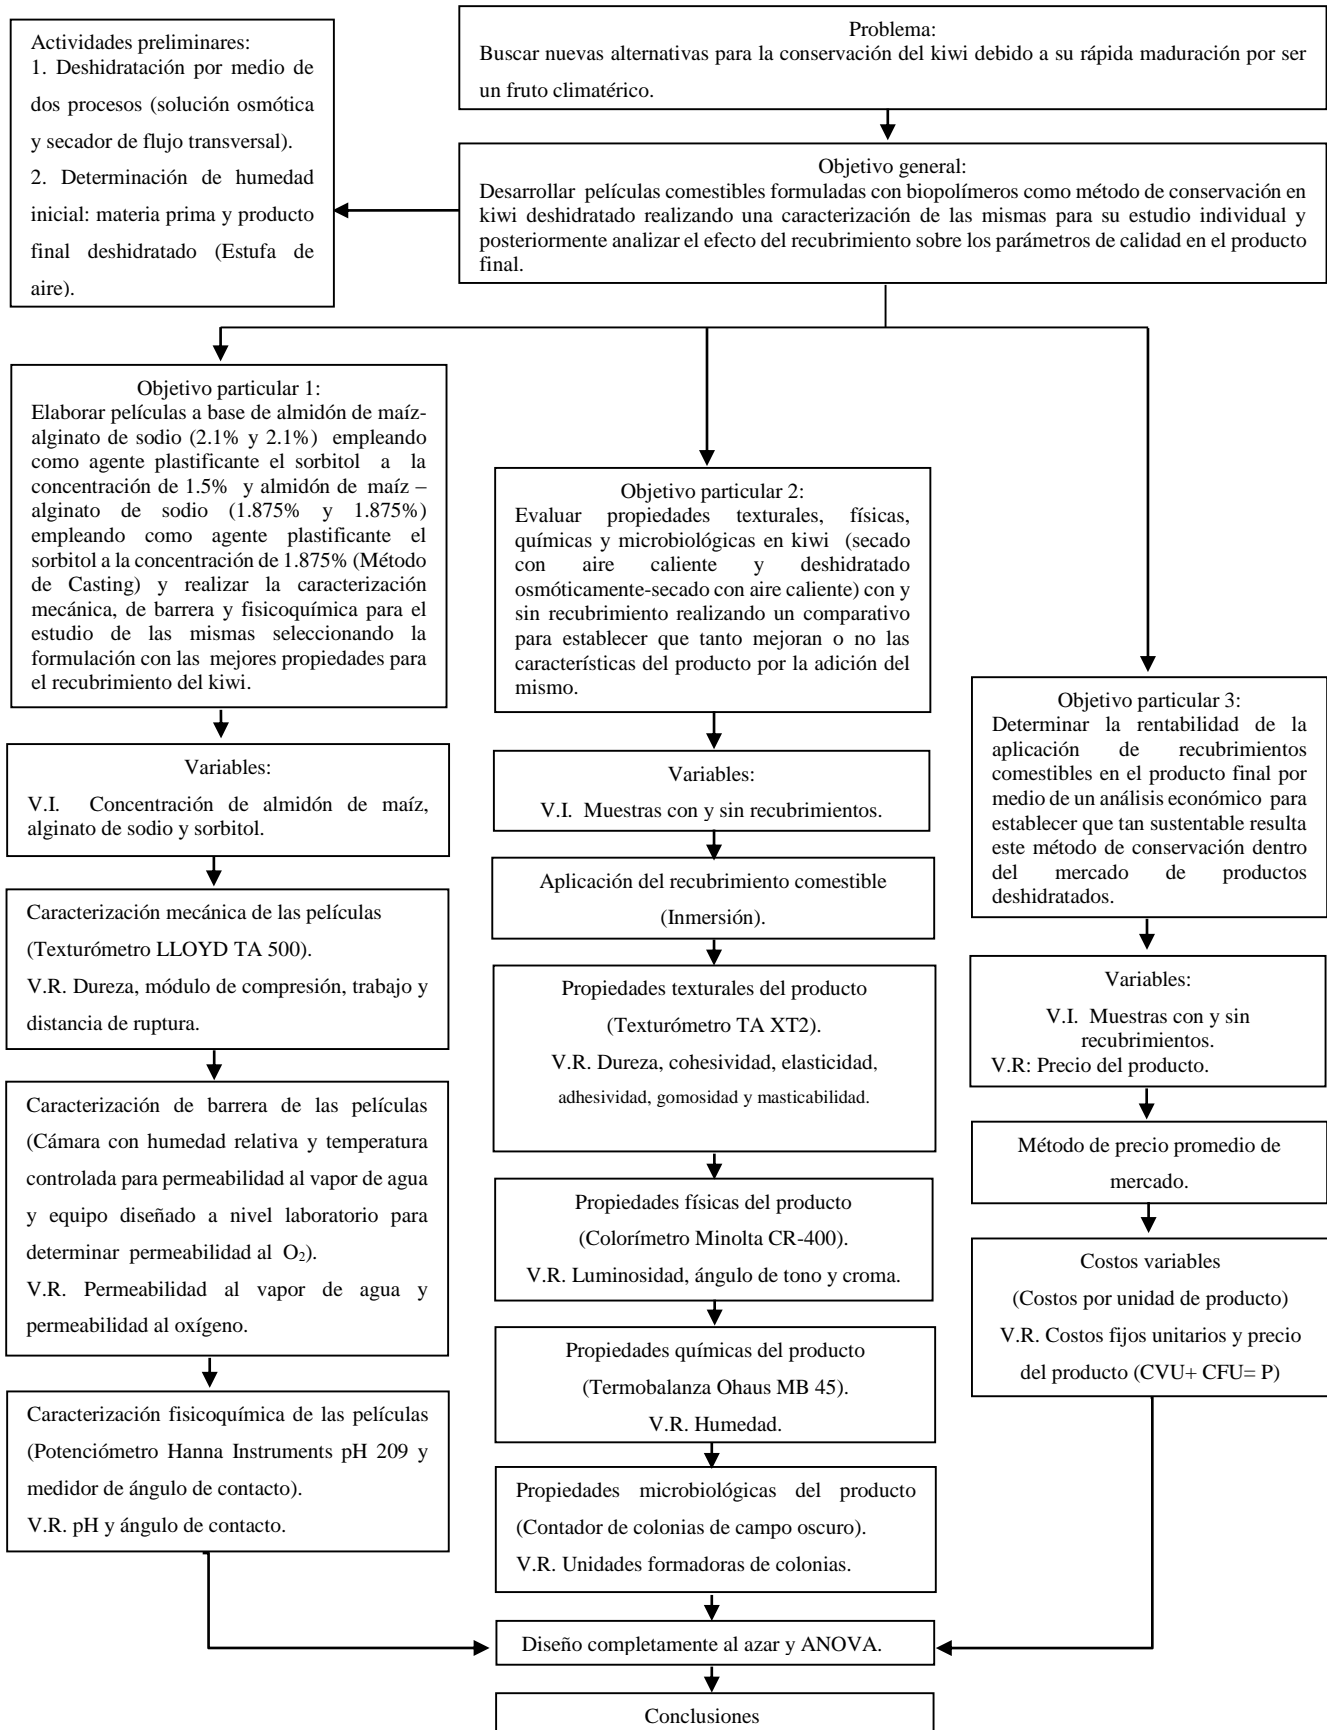 Actividades preliminares:
1. Deshidratación por medio de
dos procesos (solución osmótica
y secador de flujo transversal).
2. Determinación de humedad
inicial: materia prima y producto
final deshidratado (Estufa de
aire).
Problema:
Buscar nuevas alternativas para la conservación del kiwi debido a su rápida maduración por ser
un fruto climatérico.
Objetivo general:
Desarrollar películas comestibles formuladas con biopolímeros como método de conservación en
kiwi deshidratado realizando una caracterización de las mismas para su estudio individual y
posteriormente analizar el efecto del recubrimiento sobre los parámetros de calidad en el producto
final.
Objetivo particular 1:
Elaborar películas a base de almidón de maíz-
alginato de sodio (2.1% y 2.1%) empleando
como agente plastificante el sorbitol a la
concentración de 1.5% y almidón de maíz –
alginato de sodio (1.875% y 1.875%)
empleando como agente plastificante el
sorbitol a la concentración de 1.875% (Método
de Casting) y realizar la caracterización
mecánica, de barrera y fisicoquímica para el
estudio de las mismas seleccionando la
formulación con las mejores propiedades para
el recubrimiento del kiwi.
Variables:
V.I. Concentración de almidón de maíz,
alginato de sodio y sorbitol.
Caracterización mecánica de las películas
(Texturómetro LLOYD TA 500).
V.R. Dureza, módulo de compresión, trabajo y
distancia de ruptura.
Caracterización de barrera de las películas
(Cámara con humedad relativa y temperatura
controlada para permeabilidad al vapor de agua
y equipo diseñado a nivel laboratorio para
determinar permeabilidad al O₂).
V.R. Permeabilidad al vapor de agua y
permeabilidad al oxígeno.
Caracterización fisicoquímica de las películas
(Potenciómetro Hanna Instruments pH 209 y
medidor de ángulo de contacto).
V.R. pH y ángulo de contacto.
Objetivo particular 2:
Evaluar propiedades texturales, físicas,
químicas y microbiológicas en kiwi (secado
con aire caliente y deshidratado
osmóticamente-secado con aire caliente) con y
sin recubrimiento realizando un comparativo
para establecer que tanto mejoran o no las
características del producto por la adición del
mismo.
Variables:
V.I. Muestras con y sin recubrimientos.
Aplicación del recubrimiento comestible
(Inmersión).
Propiedades texturales del producto
(Texturómetro TA XT2).
V.R. Dureza, cohesividad, elasticidad,
adhesividad, gomosidad y masticabilidad.
Propiedades físicas del producto
(Colorímetro Minolta CR-400).
V.R. Luminosidad, ángulo de tono y croma.
Propiedades químicas del producto
(Termobalanza Ohaus MB 45).
V.R. Humedad.
Propiedades microbiológicas del producto
(Contador de colonias de campo oscuro).
V.R. Unidades formadoras de colonias.
Objetivo particular 3:
Determinar la rentabilidad de la
aplicación de recubrimientos
comestibles en el producto final por
medio de un análisis económico para
establecer que tan sustentable resulta
este método de conservación dentro
del mercado de productos
deshidratados.
Variables:
V.I. Muestras con y sin
recubrimientos.
V.R: Precio del producto.
Método de precio promedio de
mercado.
Costos variables
(Costos por unidad de producto)
V.R. Costos fijos unitarios y precio
del producto (CVU+ CFU= P)
Diseño completamente al azar y ANOVA.
Conclusiones